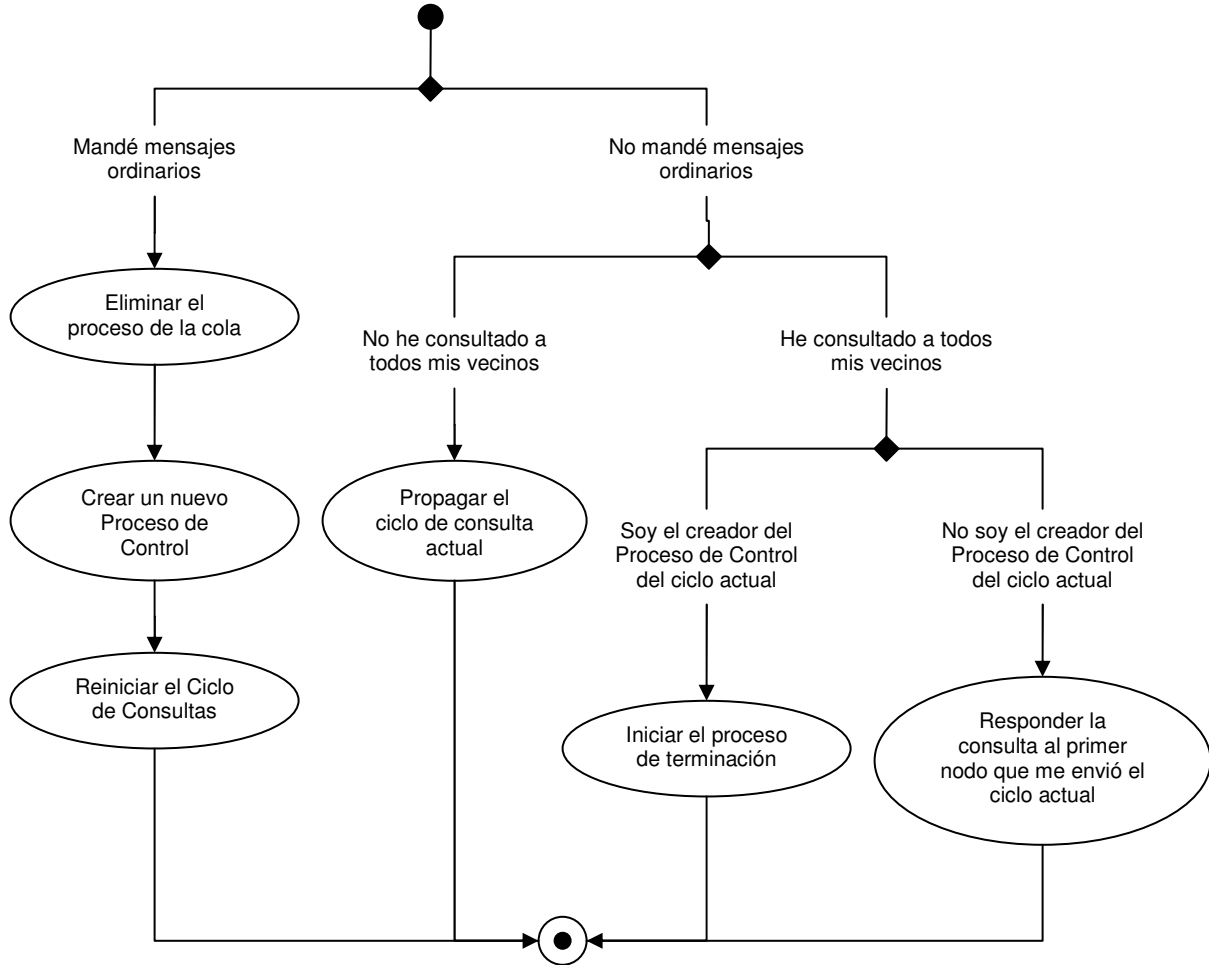 Mandé mensajes
ordinarios
No mandé mensajes
ordinarios
Eliminar el
proceso de la cola
No he consultado a
todos mis vecinos
He consultado a todos
mis vecinos
Crear un nuevo
Proceso de
Control
Propagar el
ciclo de consulta
actual
Soy el creador del
Proceso de Control
del ciclo actual
No soy el creador del
Proceso de Control
del ciclo actual
Reiniciar el Ciclo
de Consultas
Iniciar el proceso
de terminación
Responder la
consulta al primer
nodo que me envió el
ciclo actual